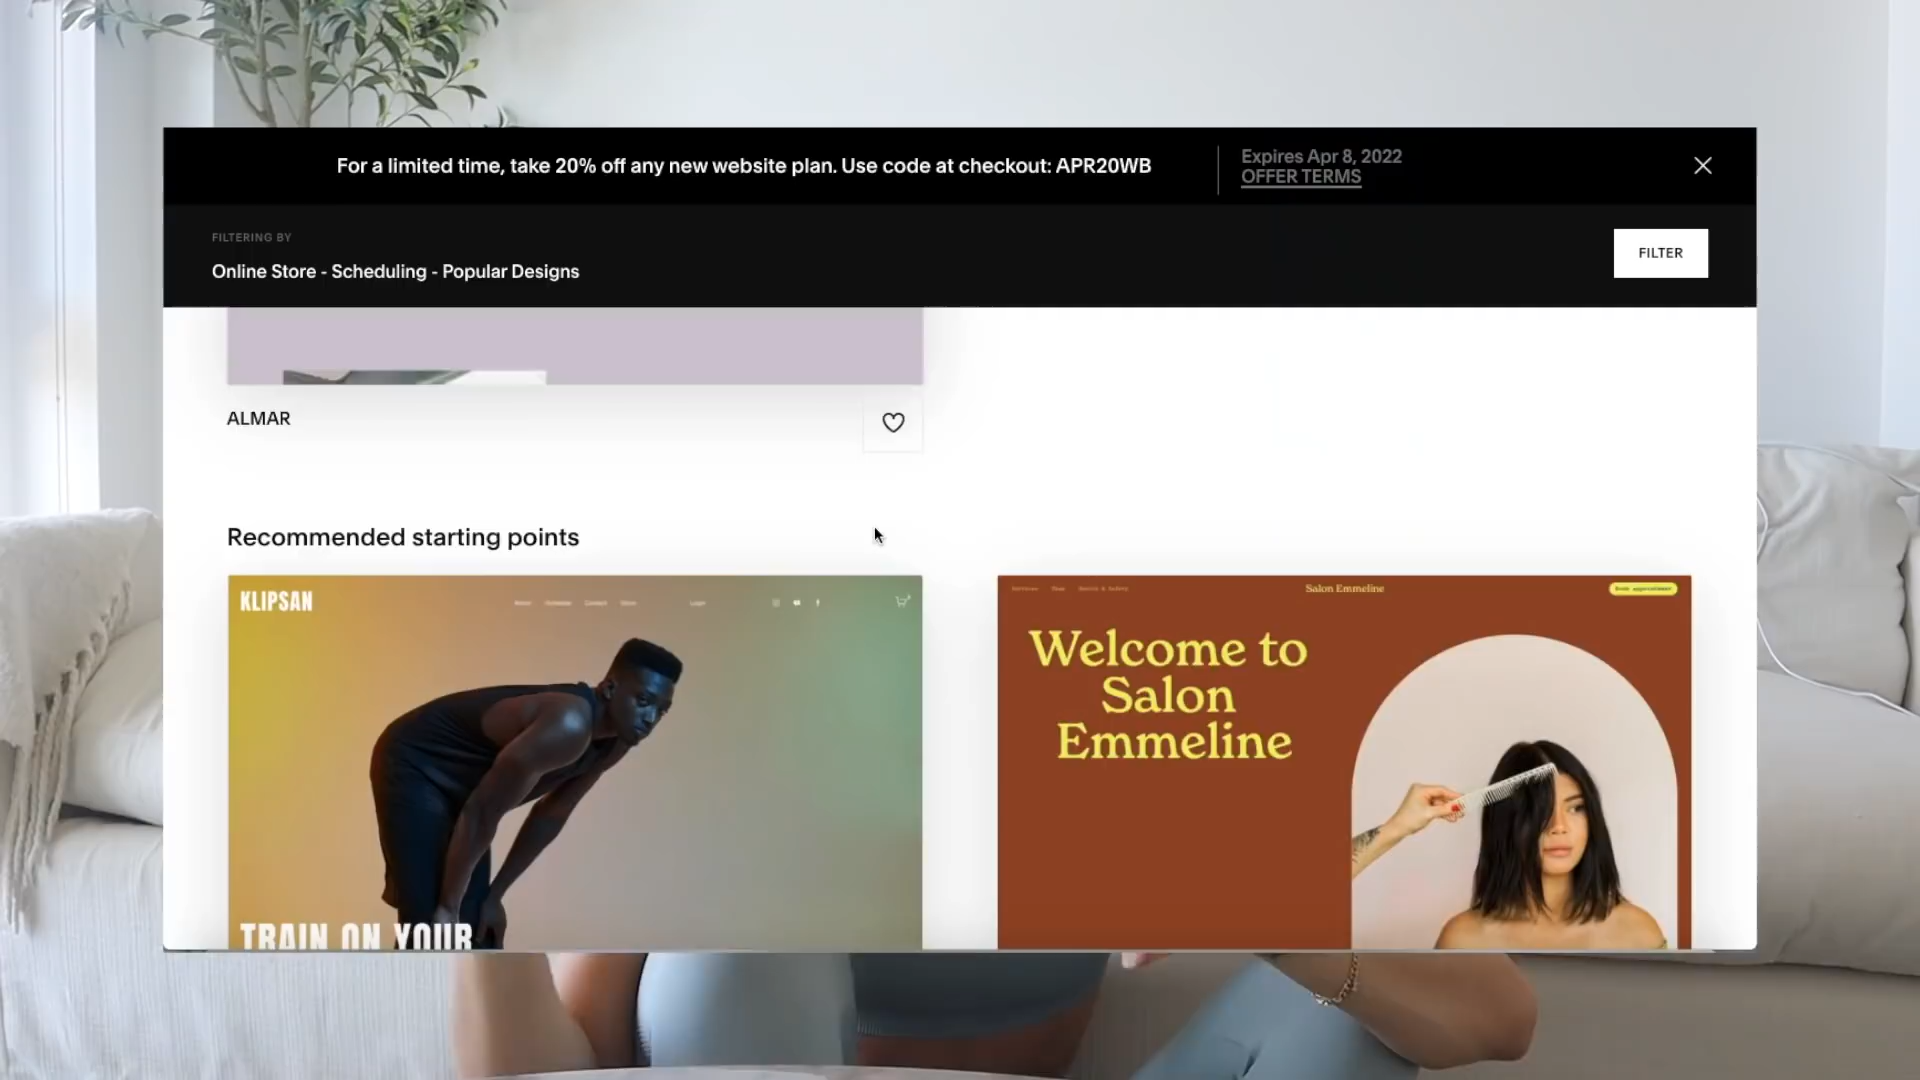 For a limited time, take 20% off any new website plan. Use code at checkout: APR20WB
Expires Apr 8, 2022
OFFER TERMS
FILTERING BY
Online Store - Scheduling - Popular Designs
FILTER
ALMAR
Recommended starting points
KLIPSAN
TRAIN ON YOUR
Salon Emmeline
Book appointment
Welcome to
Salon
Emmeline